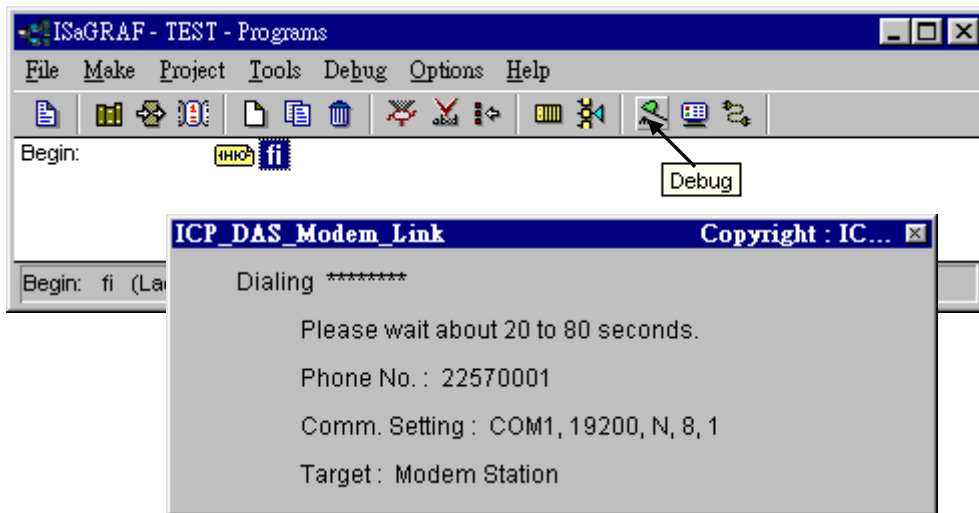 ISaGRAF - TEST - Programs
File Make Project Tools Debug Options Help
Begin: fi
Debug
ICP_DAS_Modem_Link Copyright : IC...
Begin: fi (La
Dialing ********
Please wait about 20 to 80 seconds.
Phone No. : 22570001
Comm. Setting : COM1, 19200, N, 8, 1
Target : Modem Station